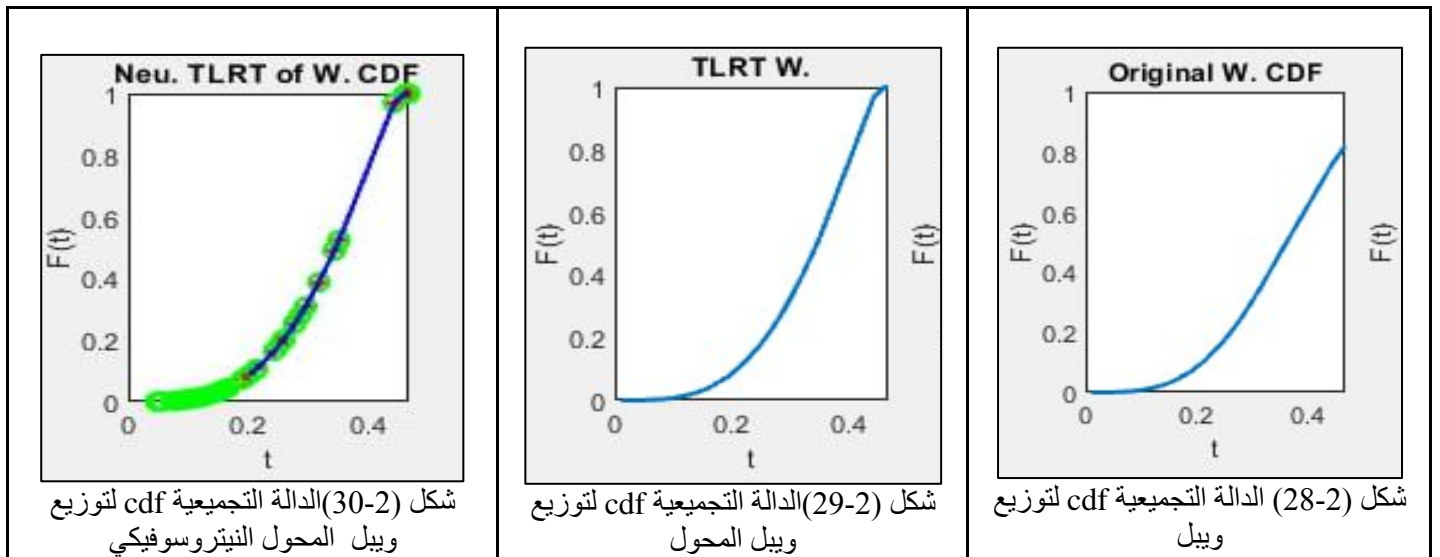 Neu. TLRT of W. CDF
1
0.8
0.6
0.4
0.2
0
0 0.2 0.4
F(t)
t
شكل (2-30)الدالة التجميعية cdf لتوزيع
ويبل المحول النيتروسوفيكي
TLRT W.
1
0.8
0.6
0.4
0.2
0
0 0.2 0.4
F(t)
t
F(t)
شكل (2-29)الدالة التجميعية cdf لتوزيع
ويبل المحول
Original W. CDF
1
0.8
0.6
0.4
0.2
0
0 0.2 0.4
F(t)
t
F(t)
شكل (2-28) الدالة التجميعية cdf لتوزيع
ويبل